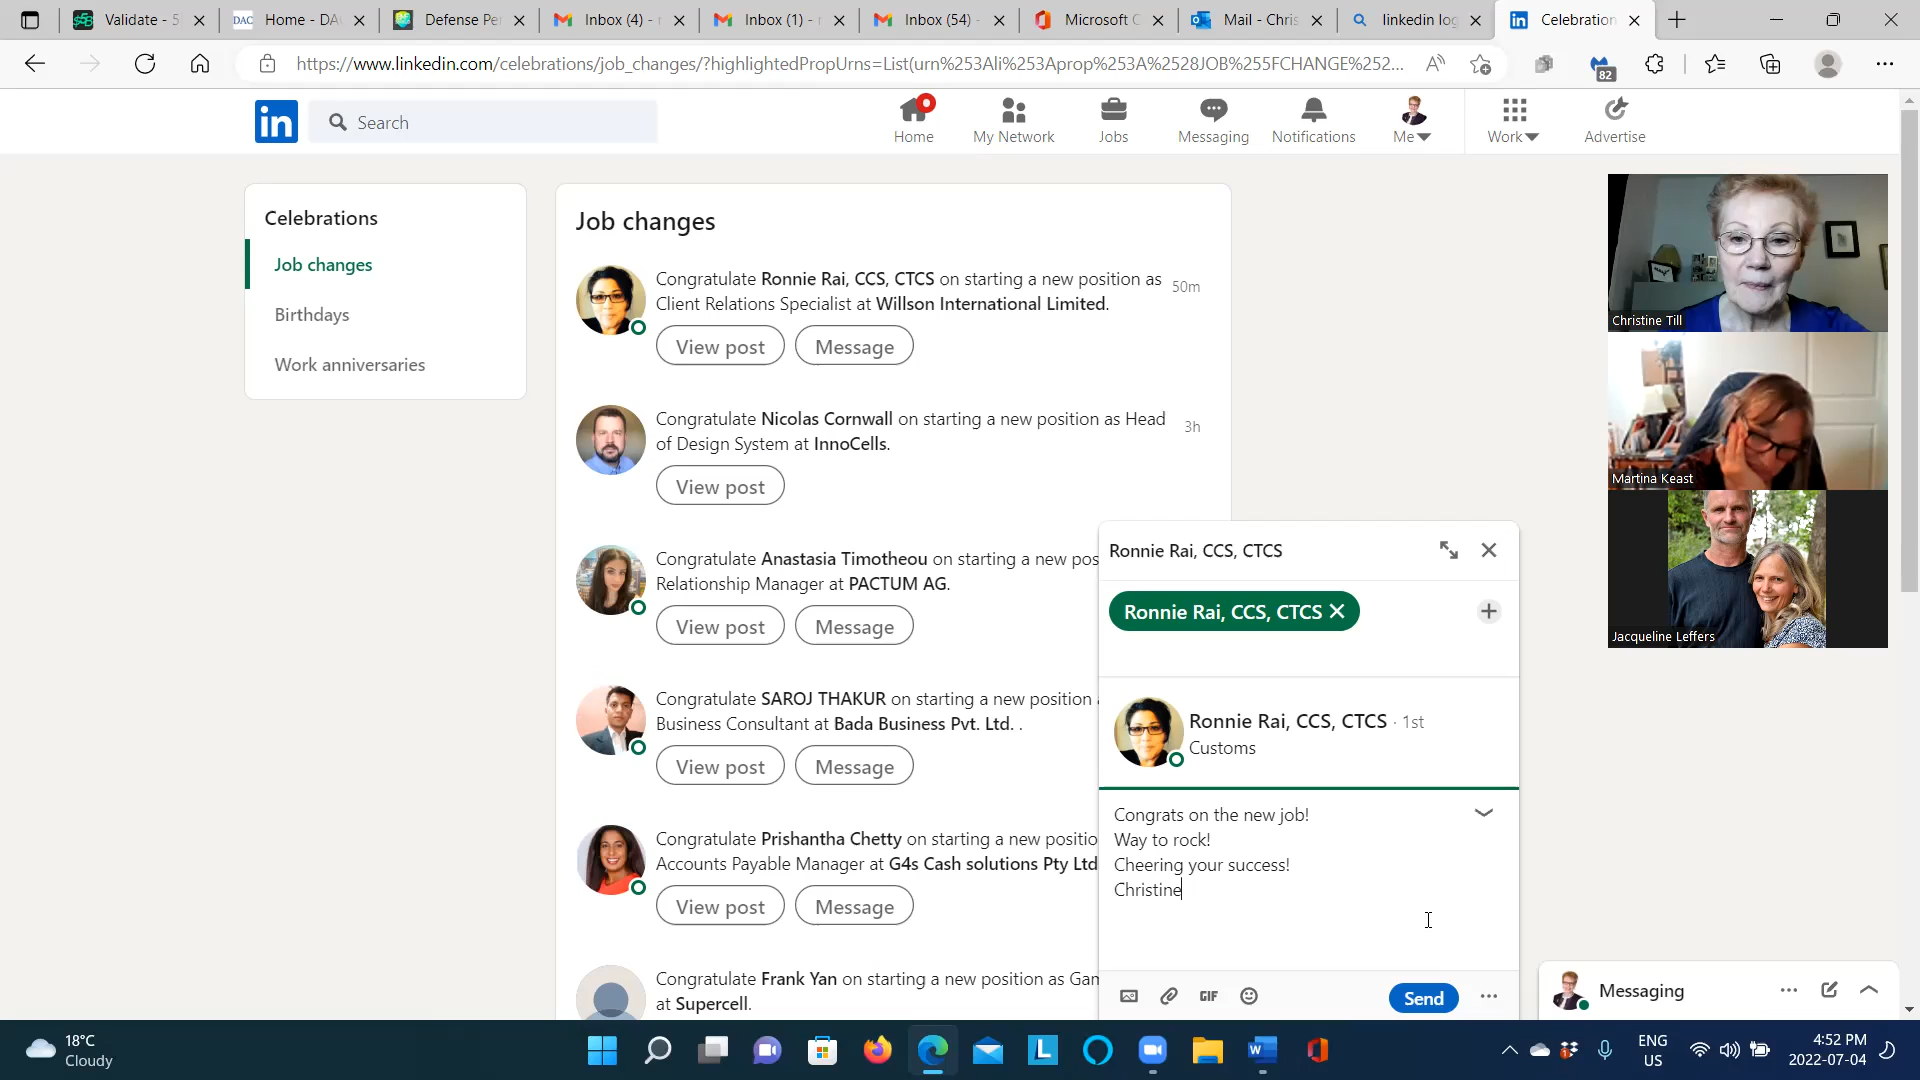 Validate - 5
Home - DA
Defense Pe
Inbox (4) -
Inbox (1) -
Inbox (54) -
Microsoft
Mail - Chris
linkedin log
Celebration
https://www.linkedin.com/celebrations/job_changes/?highlightedPropUrns=List(urn%253Ali%253Aprop%253A%2528JOB%255FCHANGE%252...
82
Search
Home
My Network
Jobs
Messaging
Notifications
Me
Work
Advertise
Celebrations
Job changes
Birthdays
Work anniversaries
Job changes
Congratulate Ronnie Rai, CCS, CTCS on starting a new position as
Client Relations Specialist at Willson International Limited.
50m
View post
Message
Congratulate Nicolas Cornwall on starting a new position as Head
of Design System at InnoCells.
3h
View post
Congratulate Anastasia Timotheou on starting a new pos
Relationship Manager at PACTUM AG.
View post
Message
Congratulate SAROJ THAKUR on starting a new position
Business Consultant at Bada Business Pvt. Ltd. .
View post
Message
Congratulate Prishantha Chetty on starting a new positio
Accounts Payable Manager at G4s Cash solutions Pty Ltd
View post
Message
Congratulate Frank Yan on starting a new position as Gam
at Supercell.
Ronnie Rai, CCS, CTCS
Ronnie Rai, CCS, CTCS
Ronnie Rai, CCS, CTCS · 1st
Customs
Congrats on the new job!
Way to rock!
Cheering your success!
Christine
GIF
Send
Christine Till
Martina Keast
Jacqueline Leffers
Messaging
18°C
Cloudy
ENG
US
4:52 PM
2022-07-04